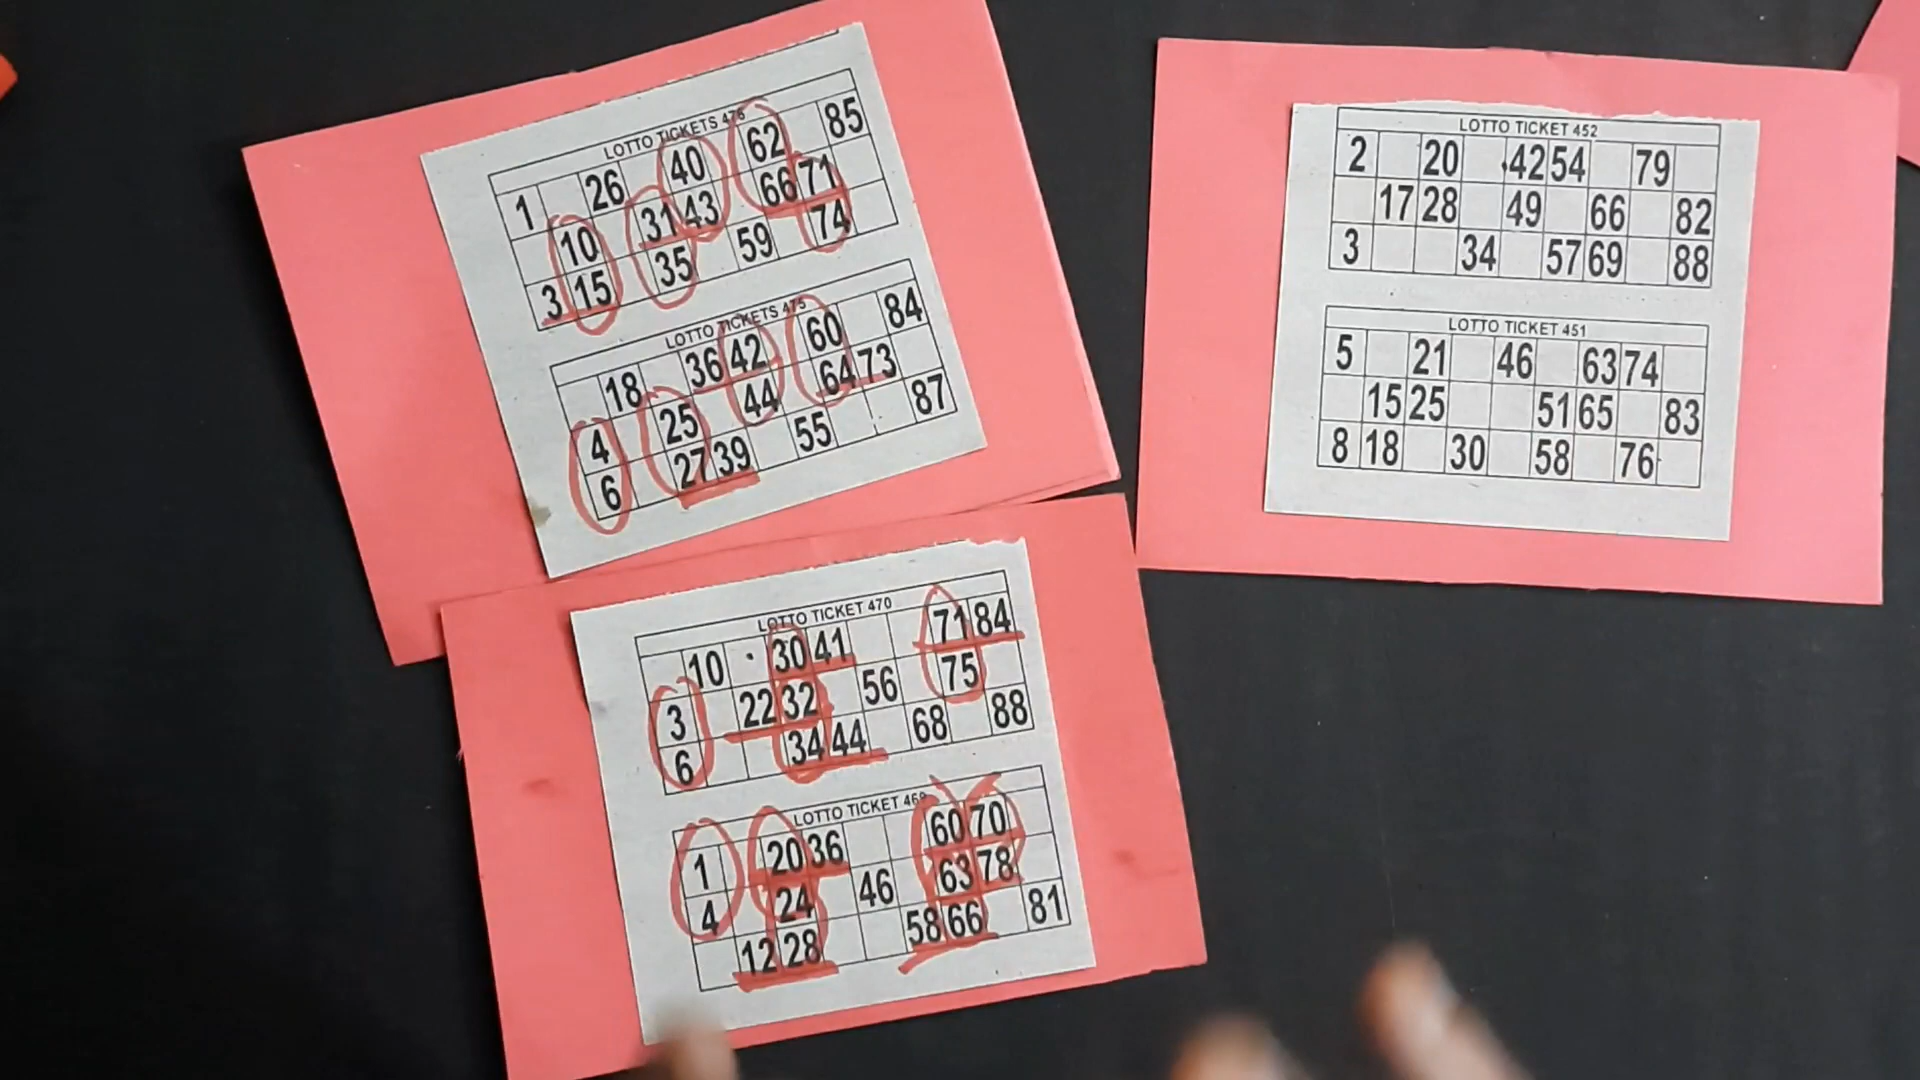 LOTTO TICKETS 476
1 26 40 62 85
10 31 43 66 71
3 15 35 59 74
LOTTO TICKETS 475
18 36 42 60 84
4 25 44 64 73
6 27 39 55 87
LOTTO TICKET 470
10 30 41 71 84
3 22 32 56 75
6 34 44 68 88
LOTTO TICKET 469
1 20 36 60 70
4 24 46 63 78
12 28 58 66 81
LOTTO TICKET 452
2 20 42 54 79
17 28 49 66 82
3 34 57 69 88
LOTTO TICKET 451
5 21 46 63 74
15 25 51 65 83
8 18 30 58 76